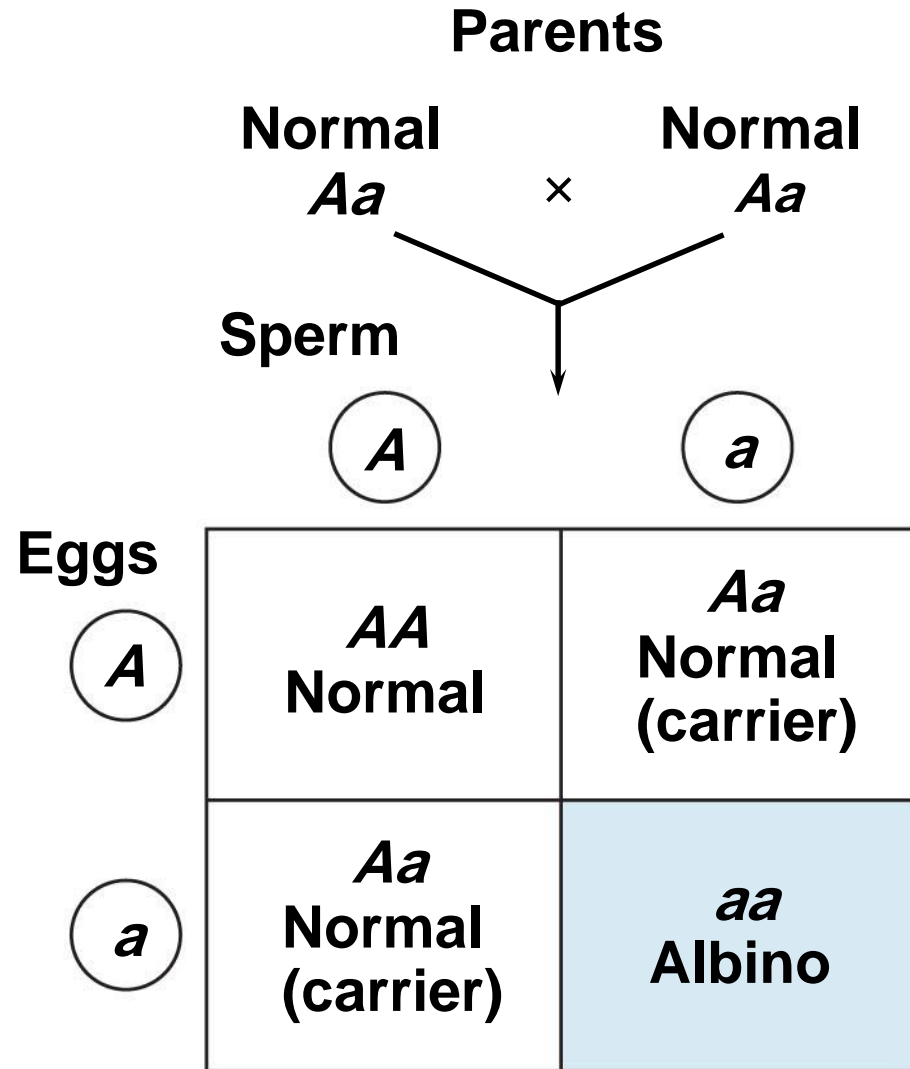 Parents
Normal Normal
Aa × Aa
Sperm
A a
Eggs
A
AA
Normal
Aa
Normal
(carrier)
a
Aa
Normal
(carrier)
aa
Albino